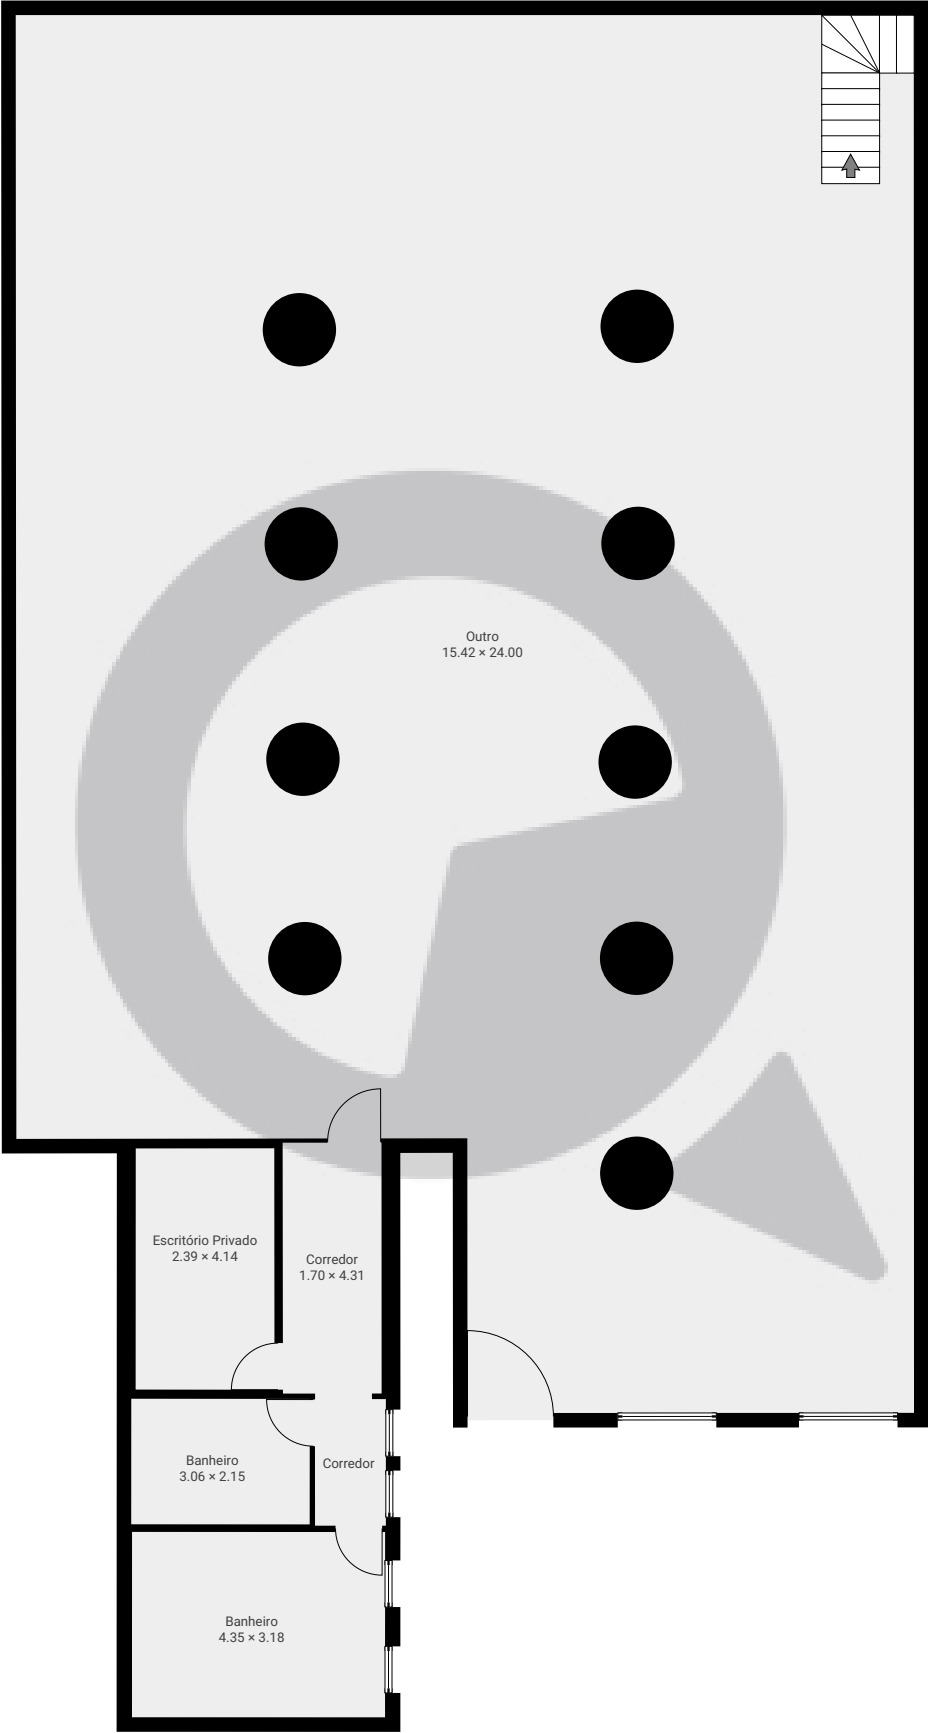 Outro
15.42 × 24.00
Escritório Privado
2.39 × 4.14
Corredor
1.70 × 4.31
Banheiro
3.06 × 2.15
Corredor
Banheiro
4.35 × 3.18